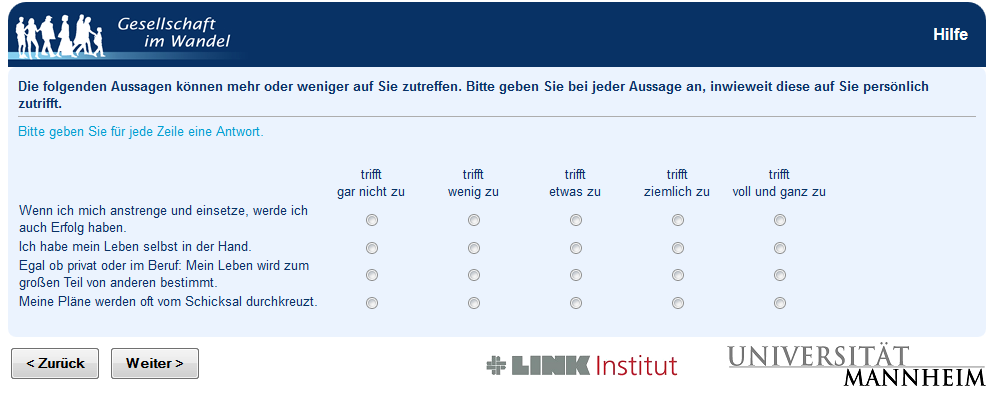 Gesellschaft
im Wandel
Hilfe
Die folgenden Aussagen können mehr oder weniger auf Sie zutreffen. Bitte geben Sie bei jeder Aussage an, inwieweit diese auf Sie persönlich
zutrifft.
Bitte geben Sie für jede Zeile eine Antwort.
trifft trifft trifft trifft trifft
gar nicht zu wenig zu etwas zu ziemlich zu voll und ganz zu
Wenn ich mich anstrenge und einsetze, werde ich
auch Erfolg haben.
Ich habe mein Leben selbst in der Hand.
Egal ob privat oder im Beruf: Mein Leben wird zum
großen Teil von anderen bestimmt.
Meine Pläne werden oft vom Schicksal durchkreuzt.
< Zurück Weiter >
LINK Institut
UNIVERSITÄT
MANNHEIM